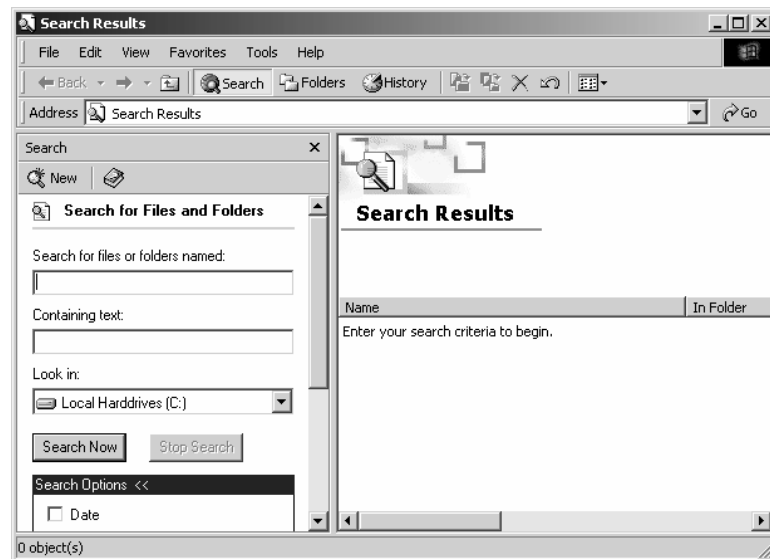 Search Results
File Edit View Favorites Tools Help
Back Search Folders History
Address Search Results Go
Search
New
Search for Files and Folders
Search for files or folders named:
Containing text:
Look in:
Local Harddrives (C:)
Search Now Stop Search
Search Options <<
Date
Search Results
Name In Folder
Enter your search criteria to begin.
0 object(s)